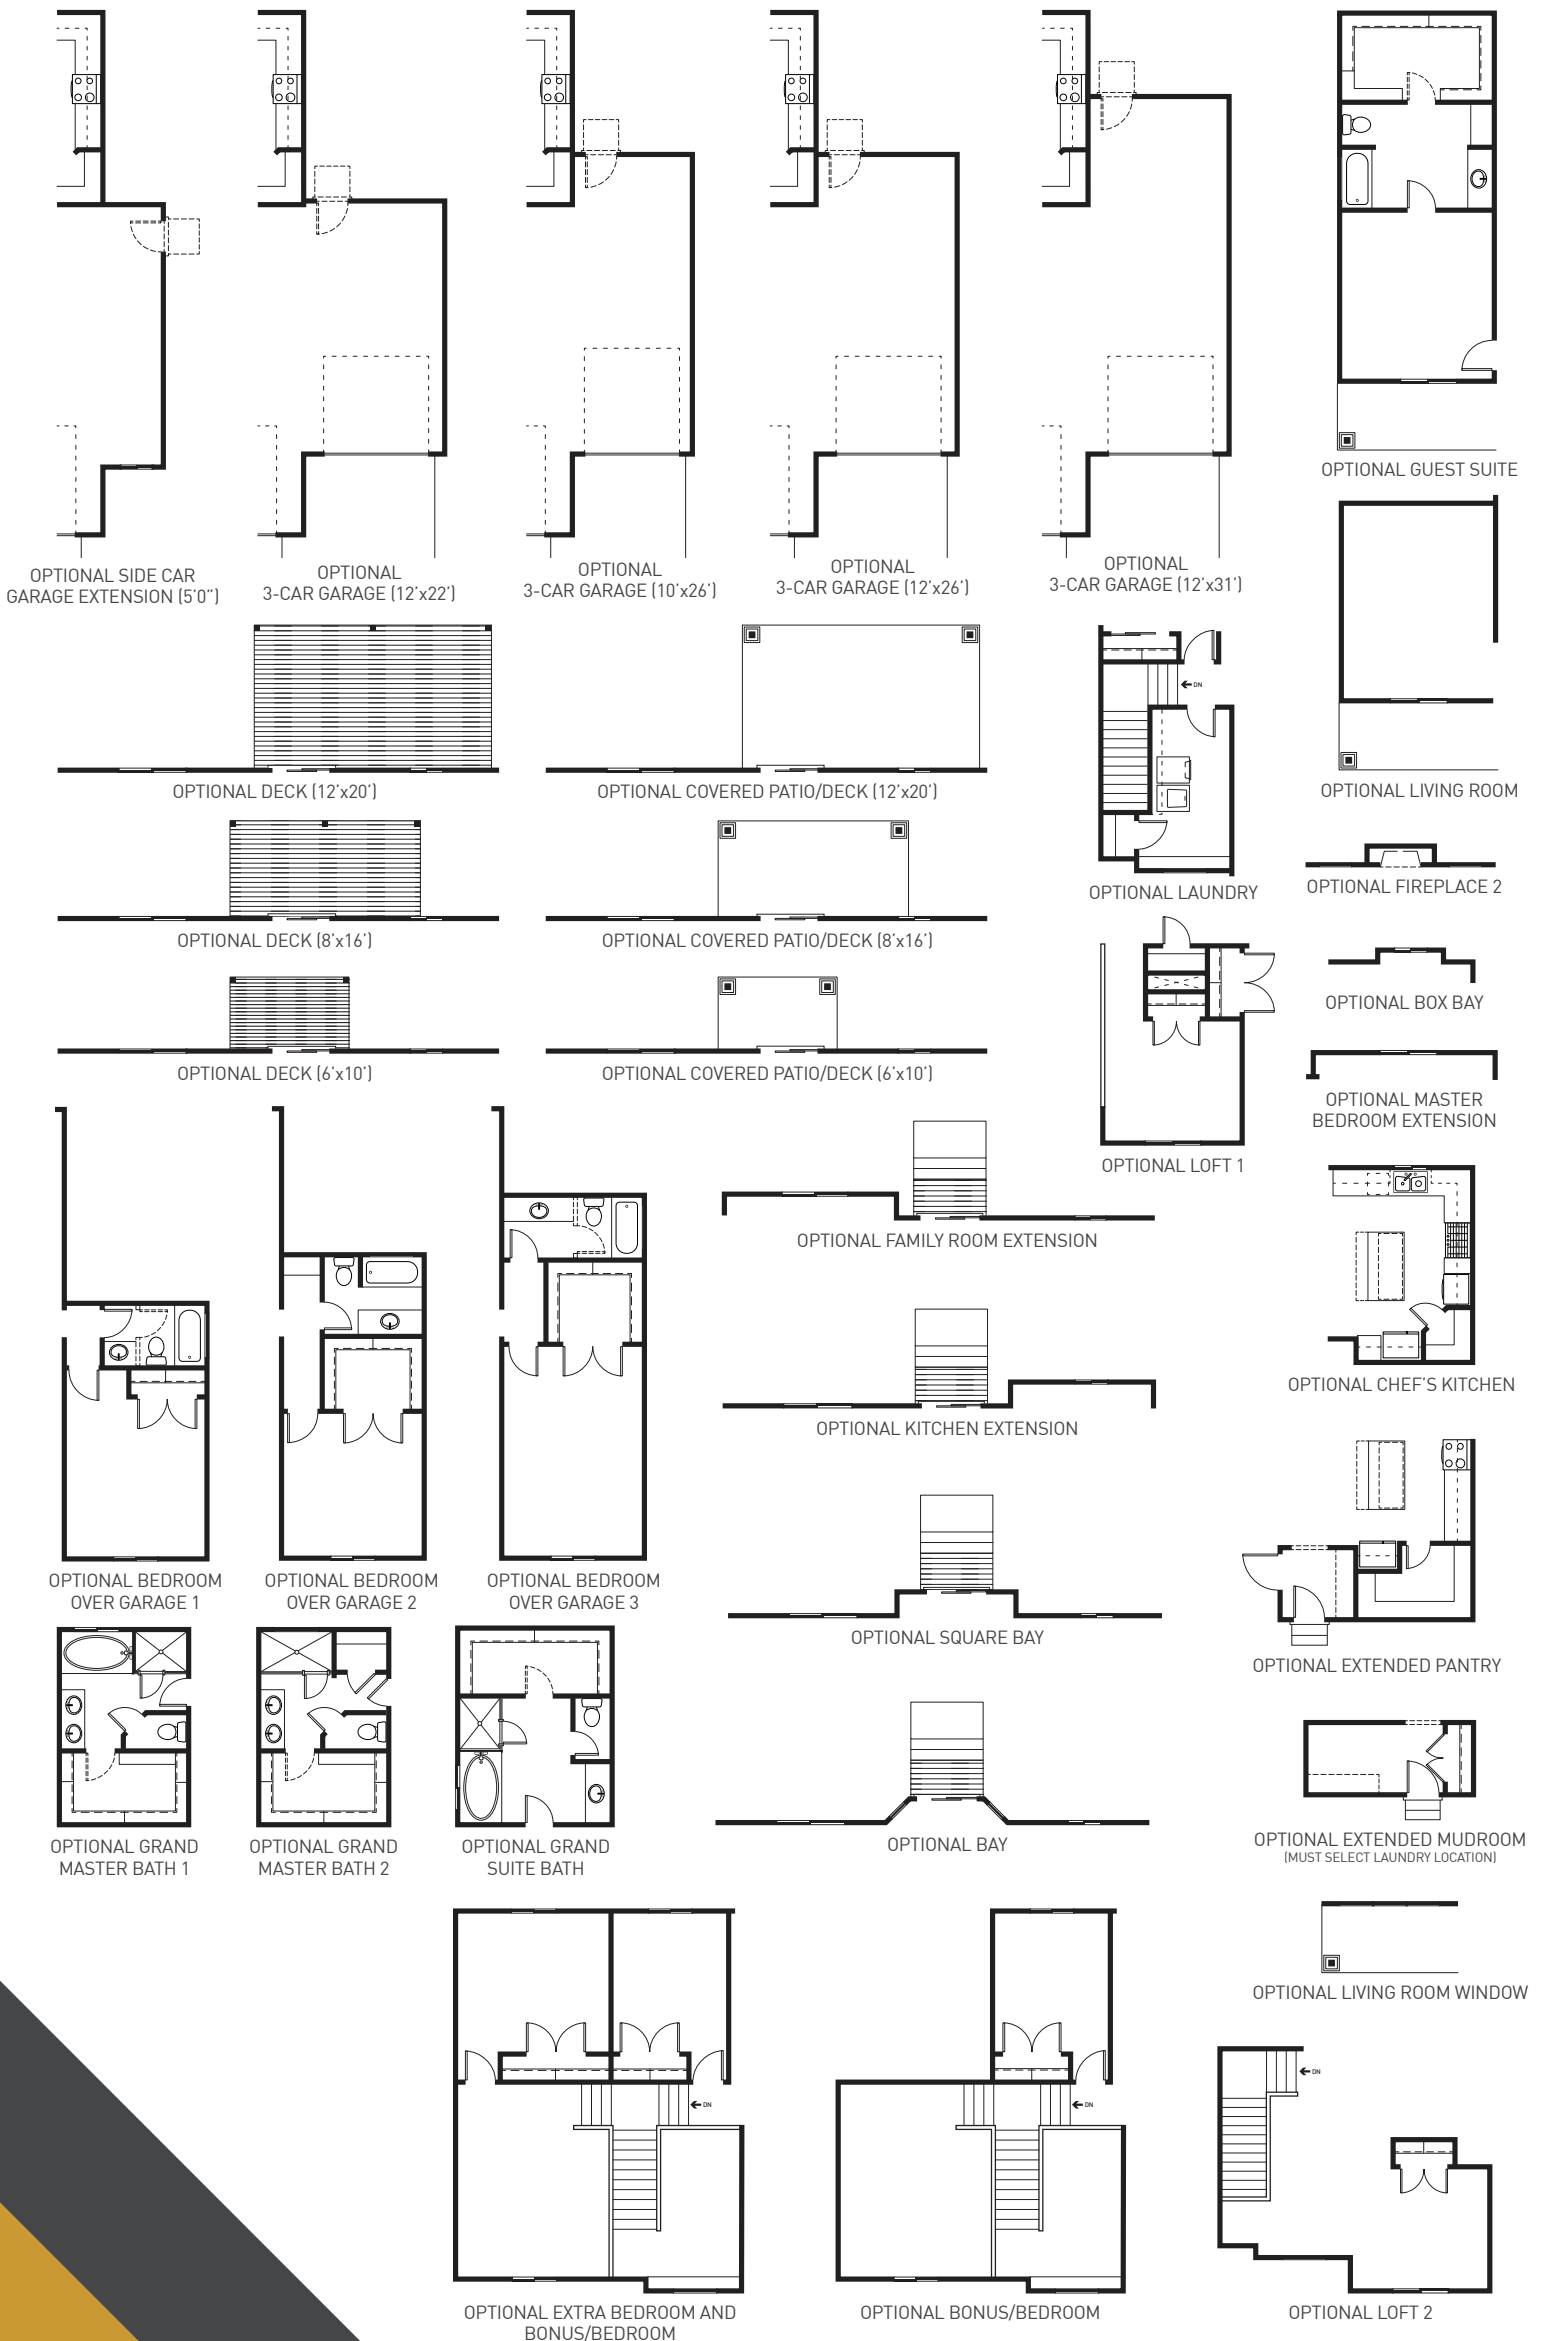 OPTIONAL SIDE CAR
GARAGE EXTENSION (5'0")
OPTIONAL
3-CAR GARAGE (12'x22')
OPTIONAL
3-CAR GARAGE (10'x26')
OPTIONAL
3-CAR GARAGE (12'x26')
OPTIONAL
3-CAR GARAGE (12'x31')
OPTIONAL GUEST SUITE
OPTIONAL DECK (12'x20')
OPTIONAL COVERED PATIO/DECK (12'x20')
DN
OPTIONAL LAUNDRY
OPTIONAL LIVING ROOM
OPTIONAL FIREPLACE 2
OPTIONAL DECK (8'x16')
OPTIONAL COVERED PATIO/DECK (8'x16')
OPTIONAL BOX BAY
OPTIONAL DECK (6'x10')
OPTIONAL COVERED PATIO/DECK (6'x10')
OPTIONAL LOFT 1
OPTIONAL MASTER
BEDROOM EXTENSION
OPTIONAL FAMILY ROOM EXTENSION
OPTIONAL CHEF'S KITCHEN
OPTIONAL KITCHEN EXTENSION
OPTIONAL BEDROOM
OVER GARAGE 1
OPTIONAL BEDROOM
OVER GARAGE 2
OPTIONAL BEDROOM
OVER GARAGE 3
OPTIONAL SQUARE BAY
OPTIONAL EXTENDED PANTRY
OPTIONAL GRAND
MASTER BATH 1
OPTIONAL GRAND
MASTER BATH 2
OPTIONAL GRAND
SUITE BATH
OPTIONAL BAY
OPTIONAL EXTENDED MUDROOM
(MUST SELECT LAUNDRY LOCATION)
OPTIONAL LIVING ROOM WINDOW
DN
OPTIONAL EXTRA BEDROOM AND
BONUS/BEDROOM
DN
OPTIONAL BONUS/BEDROOM
DN
OPTIONAL LOFT 2